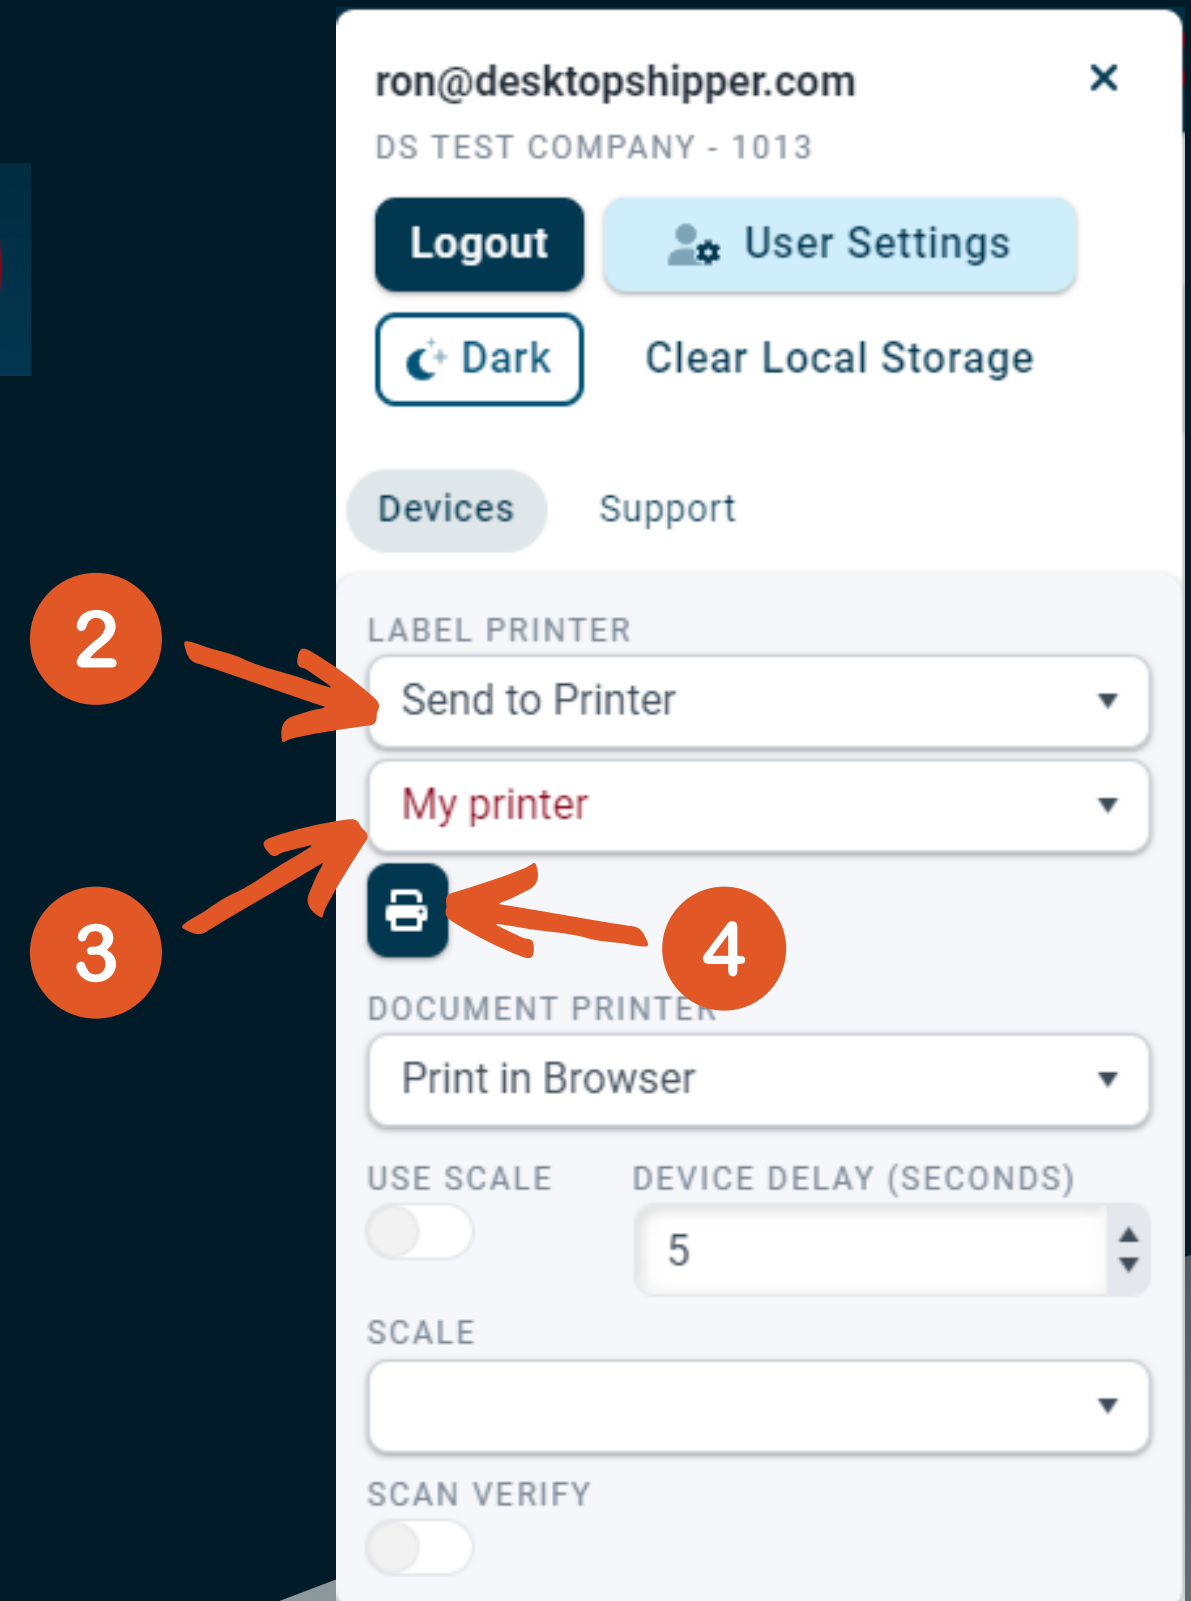 ron@desktopshipper.com
DS TEST COMPANY - 1013
Logout
User Settings
Dark
Clear Local Storage
Devices
Support
LABEL PRINTER
2
Send to Printer
My printer
3
4
DOCUMENT PRINTER
Print in Browser
USE SCALE
DEVICE DELAY (SECONDS)
5
SCALE
SCAN VERIFY